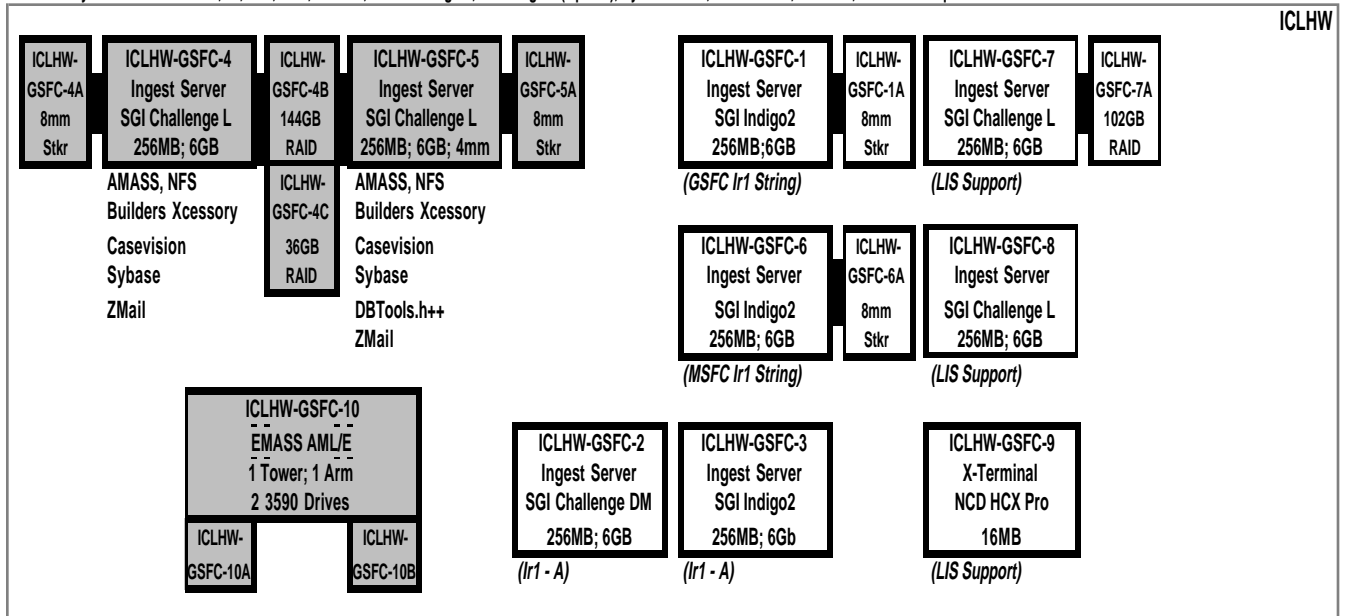 ICLHW
ICLHW-
GSFC-4A
8mm
Stkr
ICLHW-GSFC-4
Ingest Server
SGI Challenge L
256MB; 6GB
AMASS, NFS
Builders Xcessory
Casevision
Sybase
ZMail
ICLHW-
GSFC-4B
144GB
RAID
ICLHW-
GSFC-4C
36GB
RAID
ICLHW-GSFC-5
Ingest Server
SGI Challenge L
256MB; 6GB; 4mm
AMASS, NFS
Builders Xcessory
Casevision
Sybase
DBTools.h++
ZMail
ICLHW-
GSFC-5A
8mm
Stkr
ICLHW-GSFC-1
Ingest Server
SGI Indigo2
256MB;6GB
(GSFC Ir1 String)
ICLHW-
GSFC-1A
8mm
Stkr
ICLHW-GSFC-7
Ingest Server
SGI Challenge L
256MB; 6GB
(LIS Support)
ICLHW-
GSFC-7A
102GB
RAID
ICLHW-GSFC-6
Ingest Server
SGI Indigo2
256MB; 6GB
(MSFC Ir1 String)
ICLHW-
GSFC-6A
8mm
Stkr
ICLHW-GSFC-8
Ingest Server
SGI Challenge L
256MB; 6GB
(LIS Support)
ICLHW-GSFC-10
EMASS AML/E
1 Tower; 1 Arm
2 3590 Drives
ICLHW-
GSFC-10A
ICLHW-
GSFC-10B
ICLHW-GSFC-2
Ingest Server
SGI Challenge DM
256MB; 6GB
(Ir1 - A)
ICLHW-GSFC-3
Ingest Server
SGI Indigo2
256MB; 6Gb
(Ir1 - A)
ICLHW-GSFC-9
X-Terminal
NCD HCX Pro
16MB
(LIS Support)